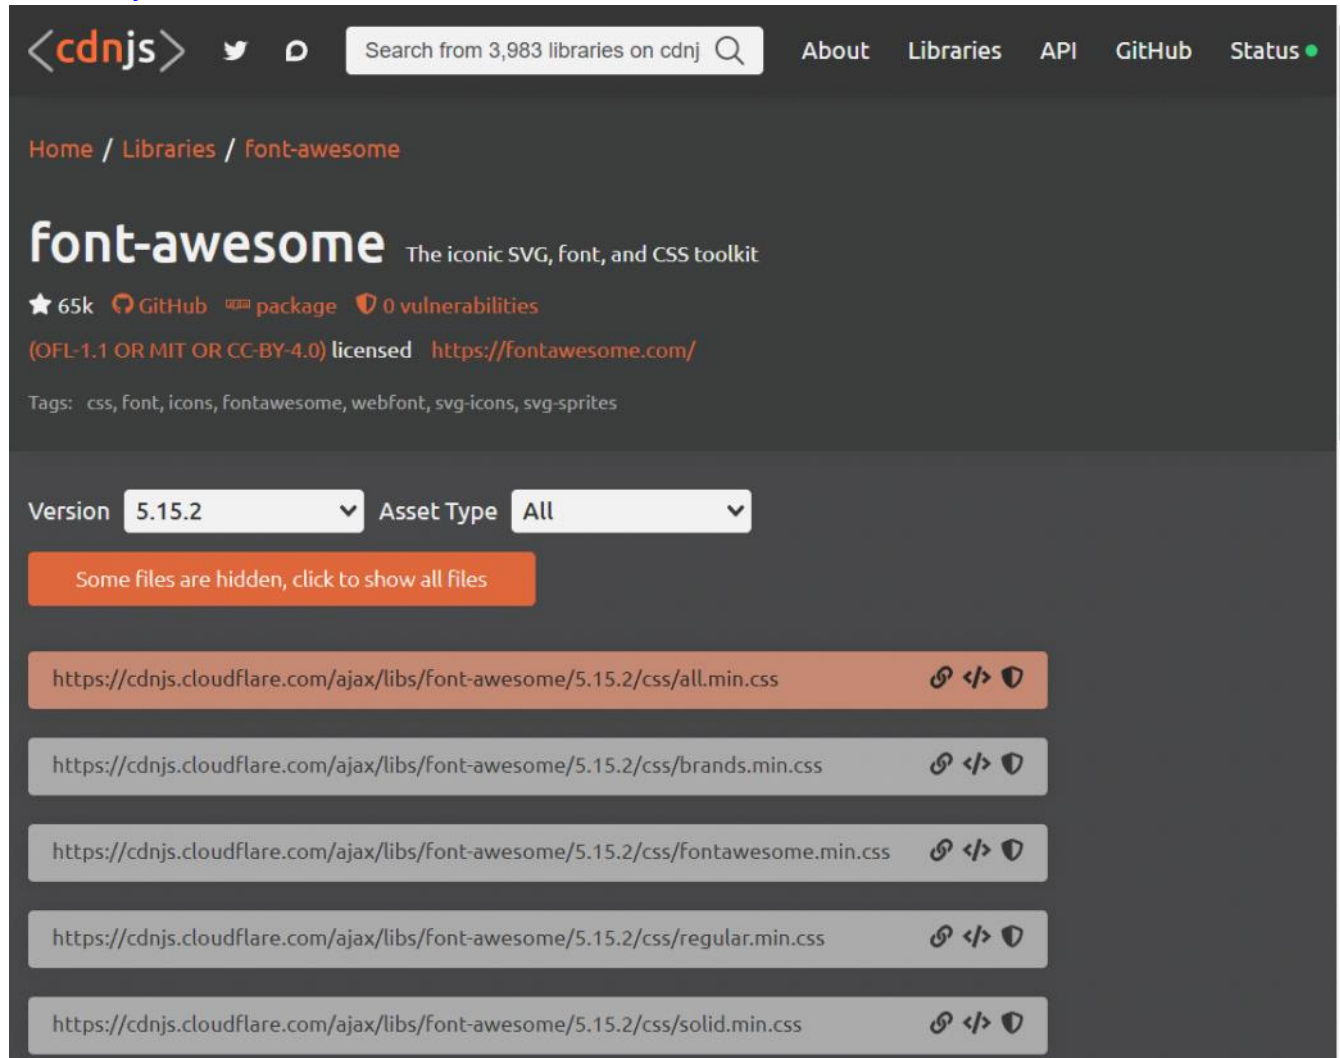 <cdnjs> Search from 3,983 libraries on cdnj About Libraries API GitHub Status
Home / Libraries / font-awesome
font-awesome The iconic SVG, font, and CSS toolkit
65k GitHub package 0 vulnerabilities
(OFL-1.1 OR MIT OR CC-BY-4.0) licensed https://fontawesome.com/
Tags: css, font, icons, fontawesome, webfont, svg-icons, svg-sprites
Version 5.15.2 Asset Type All
Some files are hidden, click to show all files
https://cdnjs.cloudflare.com/ajax/libs/font-awesome/5.15.2/css/all.min.css
https://cdnjs.cloudflare.com/ajax/libs/font-awesome/5.15.2/css/brands.min.css
https://cdnjs.cloudflare.com/ajax/libs/font-awesome/5.15.2/css/fontawesome.min.css
https://cdnjs.cloudflare.com/ajax/libs/font-awesome/5.15.2/css/regular.min.css
https://cdnjs.cloudflare.com/ajax/libs/font-awesome/5.15.2/css/solid.min.css